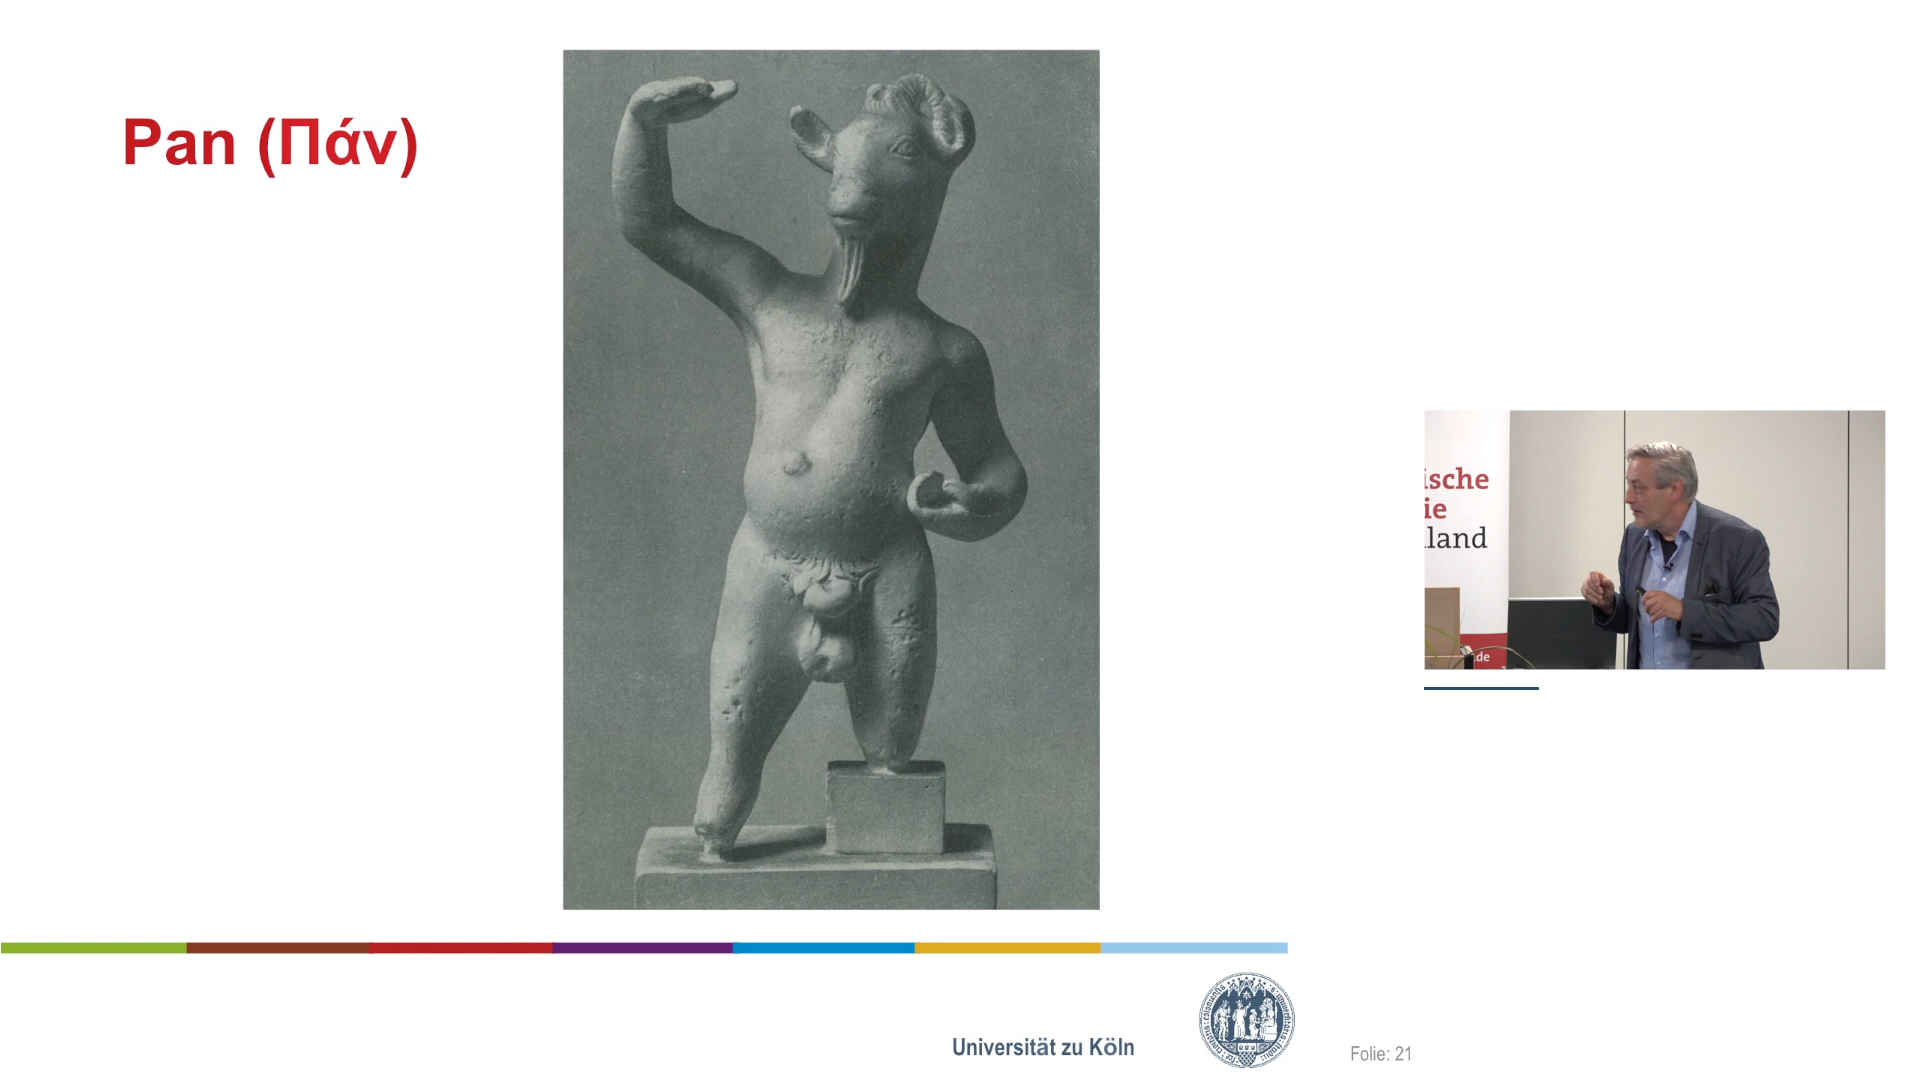 Pan (Πάν)
ische
ie
land
.de
Universität zu Köln
Folie: 21